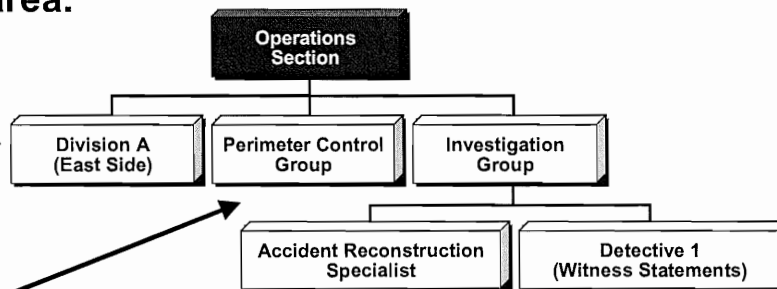 area:
Operations
Section
Division A
(East Side)
Perimeter Control
Group
Investigation
Group
Accident Reconstruction
Specialist
Detective 1
(Witness Statements)